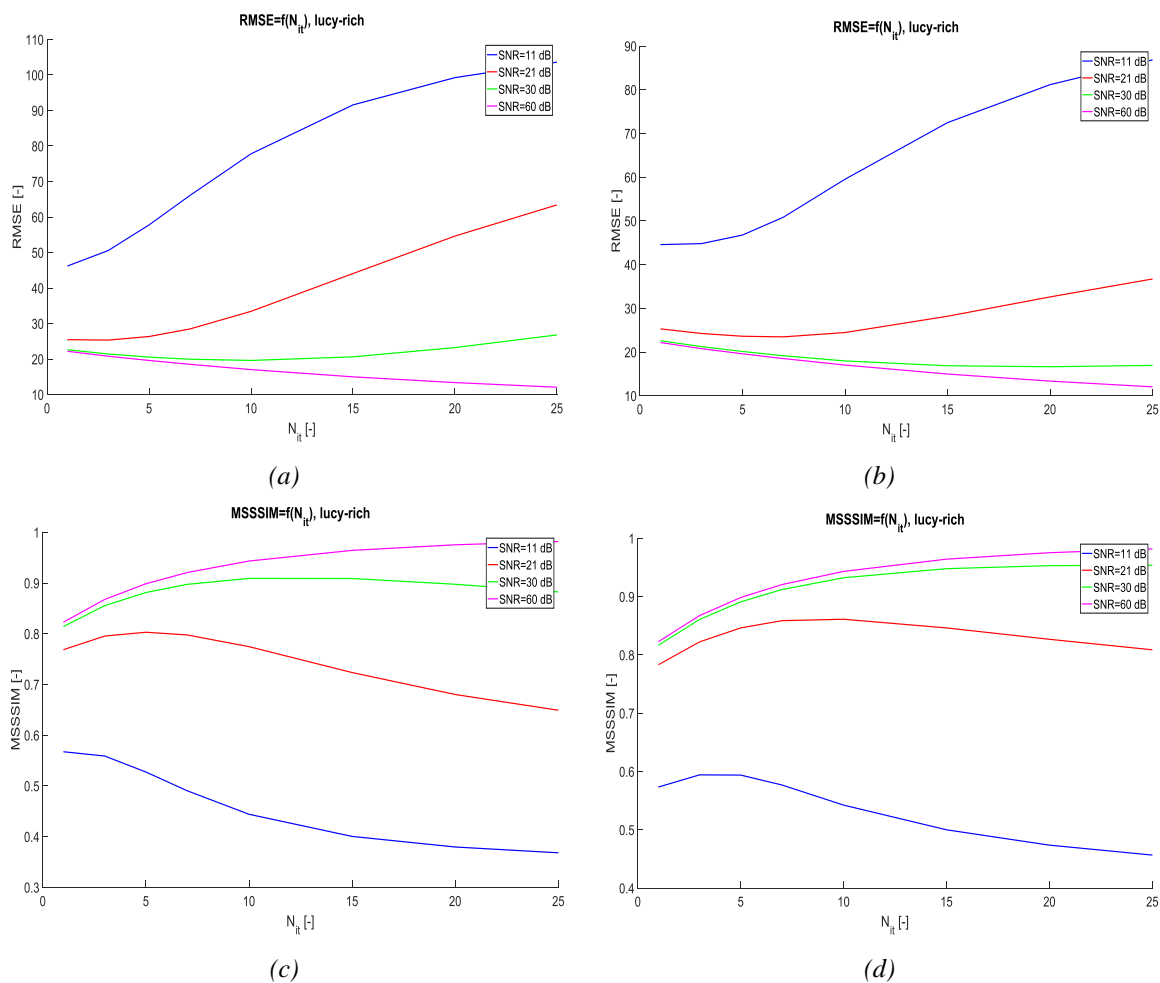 RMSE=f(N_it), lucy-rich
110
100
90
80
70
60
50
40
30
20
10
0
5
10
15
20
25
RMSE [-]
N_it [-]
SNR=11 dB
SNR=21 dB
SNR=30 dB
SNR=60 dB
(a)
RMSE=f(N_it), lucy-rich
90
80
70
60
50
40
30
20
10
0
5
10
15
20
25
RMSE [-]
N_it [-]
SNR=11 dB
SNR=21 dB
SNR=30 dB
SNR=60 dB
(b)
MSSSIM=f(N_it), lucy-rich
1
0.9
0.8
0.7
0.6
0.5
0.4
0.3
0
5
10
15
20
25
MSSSIM [-]
N_it [-]
SNR=11 dB
SNR=21 dB
SNR=30 dB
SNR=60 dB
(c)
MSSSIM=f(N_it), lucy-rich
1
0.9
0.8
0.7
0.6
0.5
0.4
0
5
10
15
20
25
MSSSIM [-]
N_it [-]
SNR=11 dB
SNR=21 dB
SNR=30 dB
SNR=60 dB
(d)